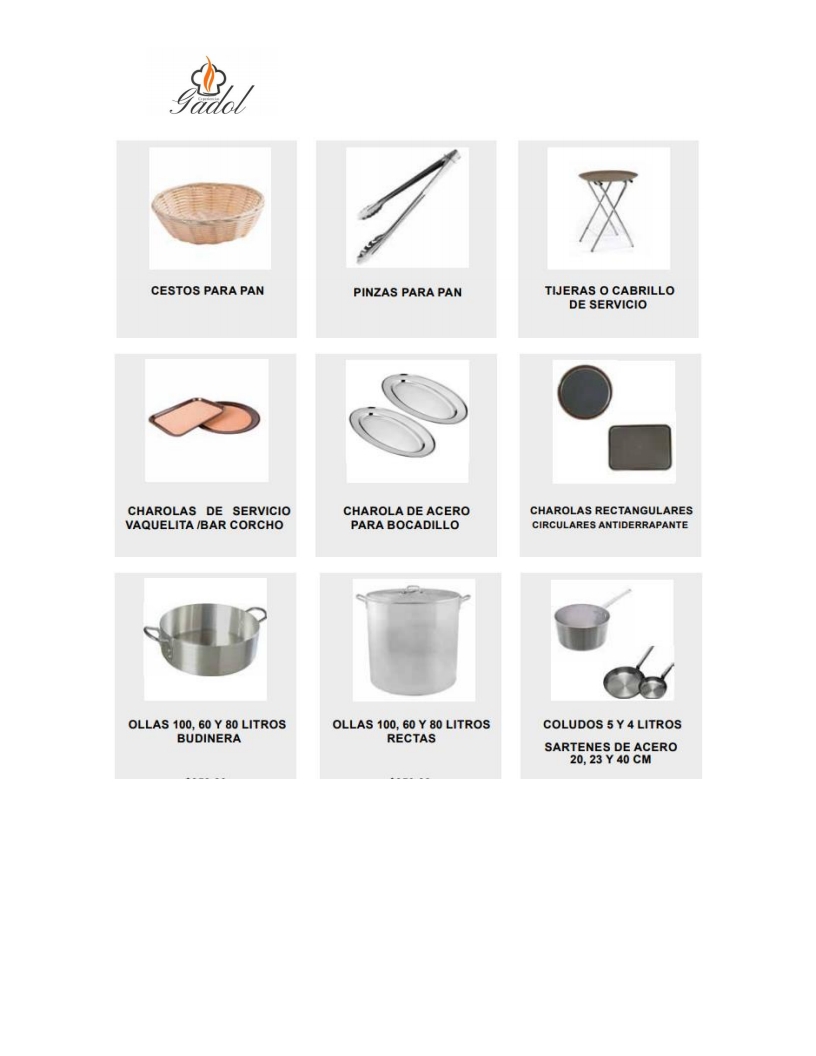 Gadol
CESTOS PARA PAN
PINZAS PARA PAN
TIJERAS O CABRILLO
DE SERVICIO
CHAROLAS DE SERVICIO
VAQUELITA /BAR CORCHO
CHAROLA DE ACERO
PARA BOCADILLO
CHAROLAS RECTANGULARES
CIRCULARES ANTIDERRAPANTE
OLLAS 100, 60 Y 80 LITROS
BUDINERA
OLLAS 100, 60 Y 80 LITROS
RECTAS
COLUDOS 5 Y 4 LITROS
SARTENES DE ACERO
20, 23 Y 40 CM